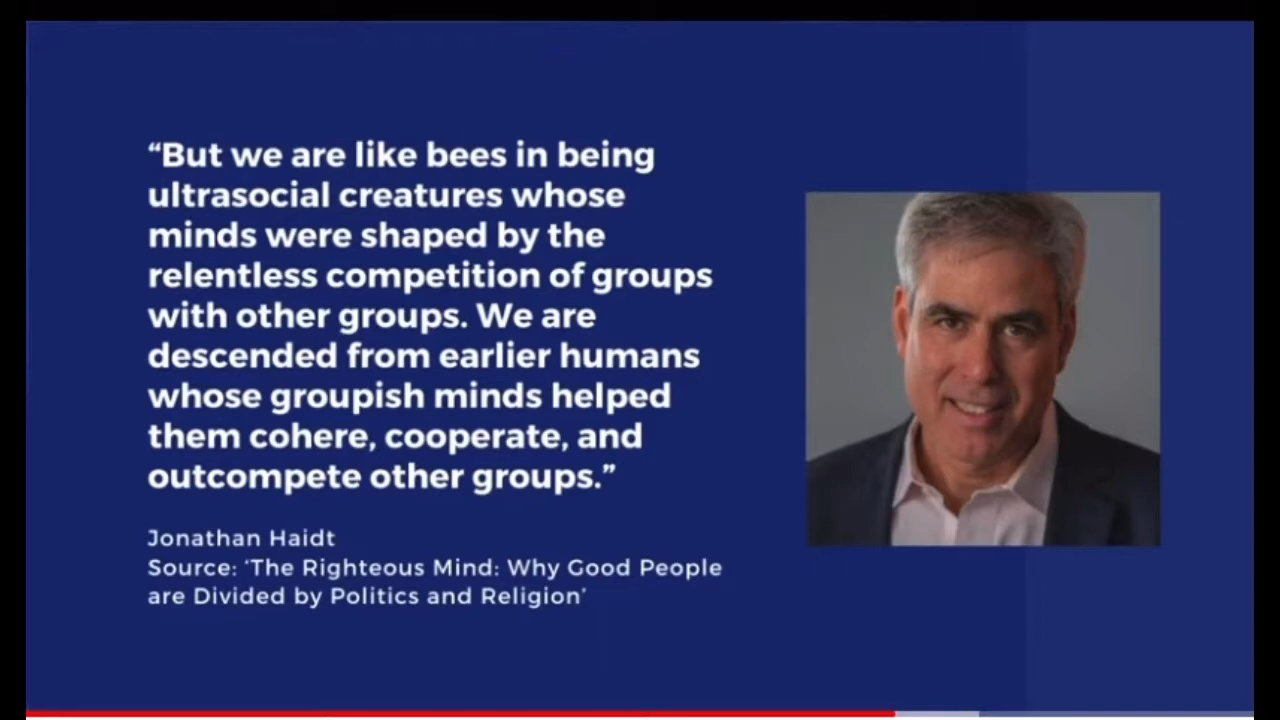 “But we are like bees in being
ultrasocial creatures whose
minds were shaped by the
relentless competition of groups
with other groups. We are
descended from earlier humans
whose groupish minds helped
them cohere, cooperate, and
outcompete other groups.”
Jonathan Haidt
Source: ‘The Righteous Mind: Why Good People
are Divided by Politics and Religion’